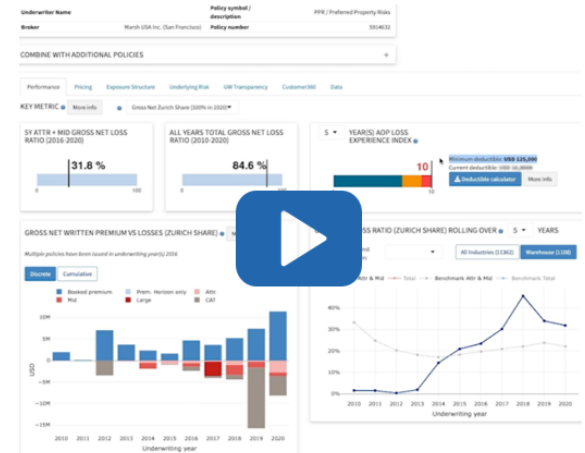 Underwriter Name
Policy symbol / description
PPR / Preferred Property Risks
Broker
Marsh USA Inc. (San Francisco)
Policy number
5914632
COMBINE WITH ADDITIONAL POLICIES
+
Performance
Pricing
Exposure Structure
Underlying Risk
UW Transparency
Customer360
Data
KEY METRIC
More info
Gross Net Zurich Share (100% in 2020)
5Y ATTR + MID GROSS NET LOSS
RATIO (2016-2020)
31.8 %
0
100
ALL YEARS TOTAL GROSS NET LOSS
RATIO (2010-2020)
84.6 %
0
100
5
YEAR(S) AOP LOSS
EXPERIENCE INDEX
10
0
10
Minimum deductible: USD 125,000
Current deductible: USD
Deductible calculator
More info
GROSS NET WRITTEN PREMIUM VS LOSSES (ZURICH SHARE)
Multiple policies have been issued in underwriting year(s) 2016
Discrete
Cumulative
Booked premium
Prem. Horizon only
Attr
Mid
Large
CAT
10M
5M
0
−5M
−10M
−15M
USD
2010
2011
2012
2013
2014
2015
2016
2017
2018
2019
2020
Underwriting year
RATIO (ZURICH SHARE) ROLLING OVER
5
YEARS
All Industries (11362)
Warehouse (1108)
Attr & Mid
Total
Benchmark Attr & Mid
Benchmark Total
40%
30%
20%
10%
0%
2010
2011
2012
2013
2014
2015
2016
2017
2018
2019
2020
Underwriting year